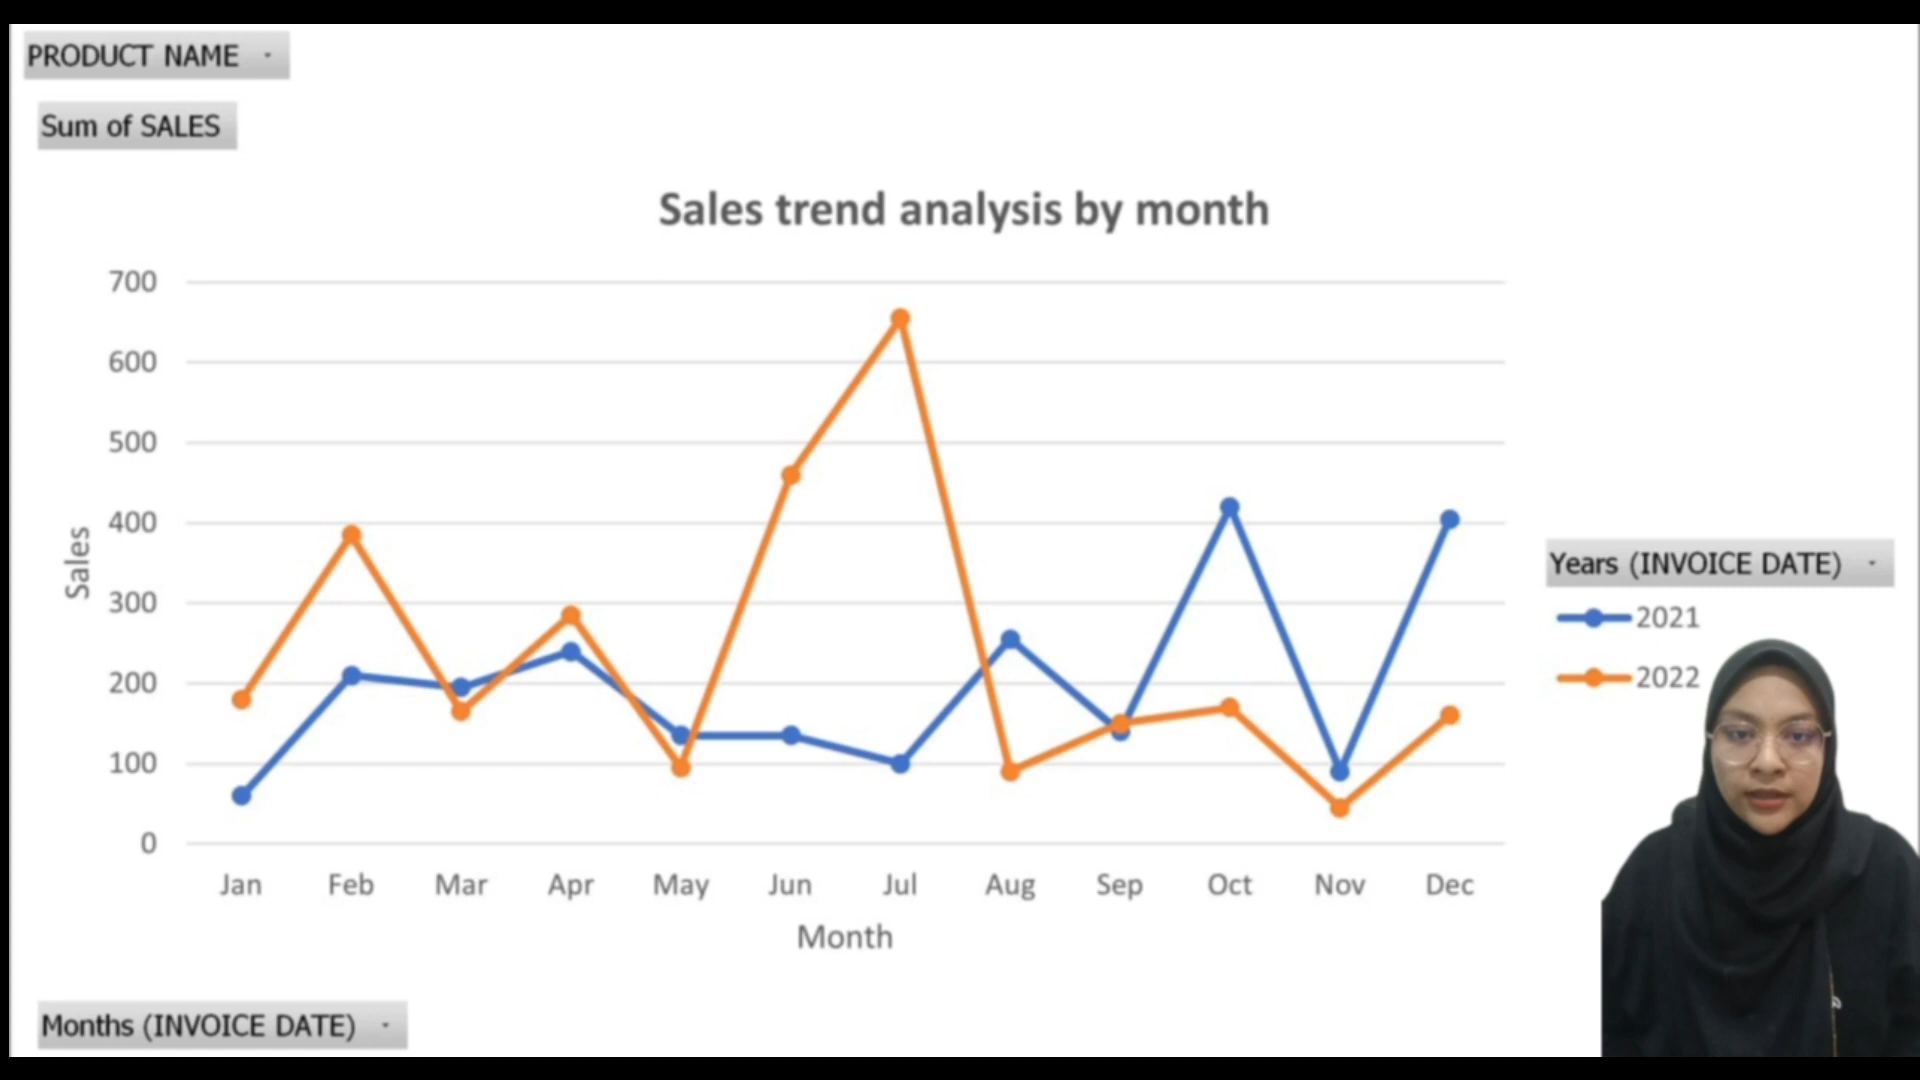 PRODUCT NAME
Sum of SALES
Sales trend analysis by month
700
600
500
400
300
200
100
0
Sales
Jan Feb Mar Apr May Jun Jul Aug Sep Oct Nov Dec
Month
Years (INVOICE DATE)
2021
2022
Months (INVOICE DATE)